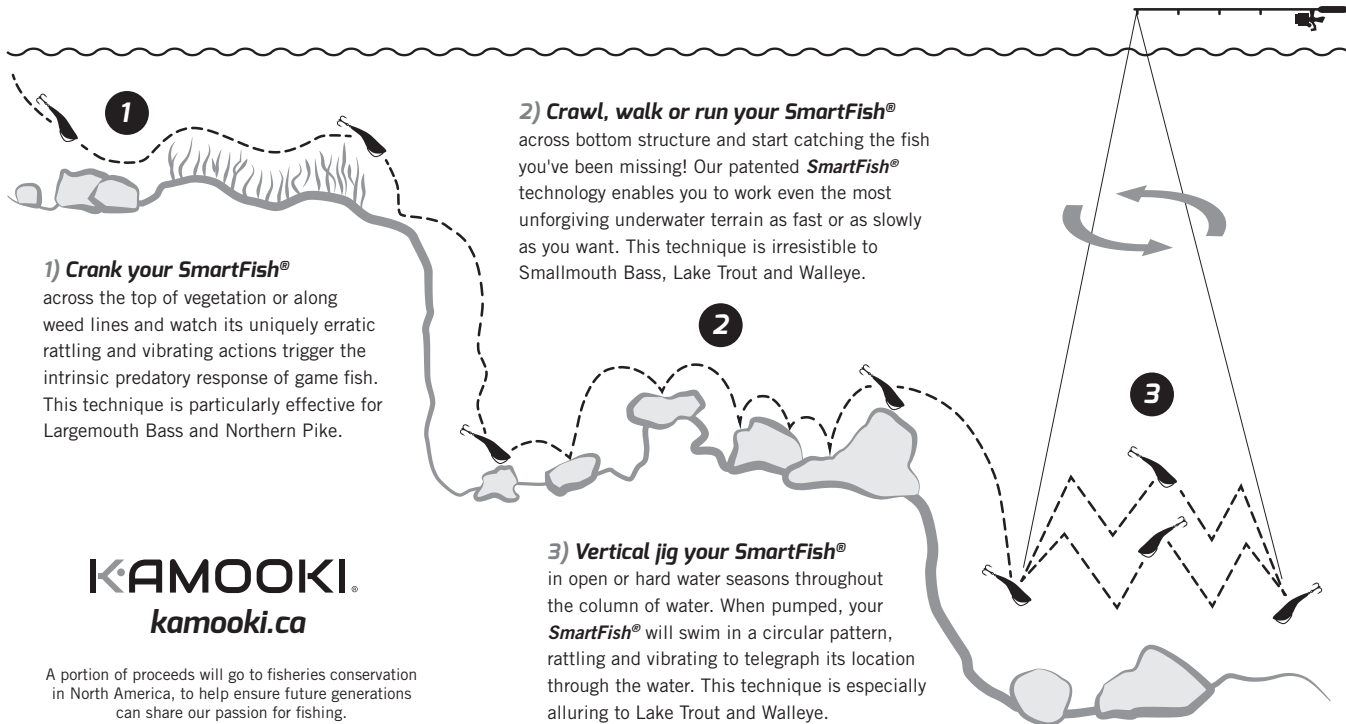 1
1) Crank your SmartFish®
across the top of vegetation or along
weed lines and watch its uniquely erratic
rattling and vibrating actions trigger the
intrinsic predatory response of game fish.
This technique is particularly effective for
Largemouth Bass and Northern Pike.
2) Crawl, walk or run your SmartFish®
across bottom structure and start catching the fish
you've been missing! Our patented SmartFish®
technology enables you to work even the most
unforgiving underwater terrain as fast or as slowly
as you want. This technique is irresistible to
Smallmouth Bass, Lake Trout and Walleye.
2
3
3) Vertical jig your SmartFish®
in open or hard water seasons throughout
the column of water. When pumped, your
SmartFish® will swim in a circular pattern,
rattling and vibrating to telegraph its location
through the water. This technique is especially
alluring to Lake Trout and Walleye.
KAMOOKI®
kamooki.ca
A portion of proceeds will go to fisheries conservation
in North America, to help ensure future generations
can share our passion for fishing.